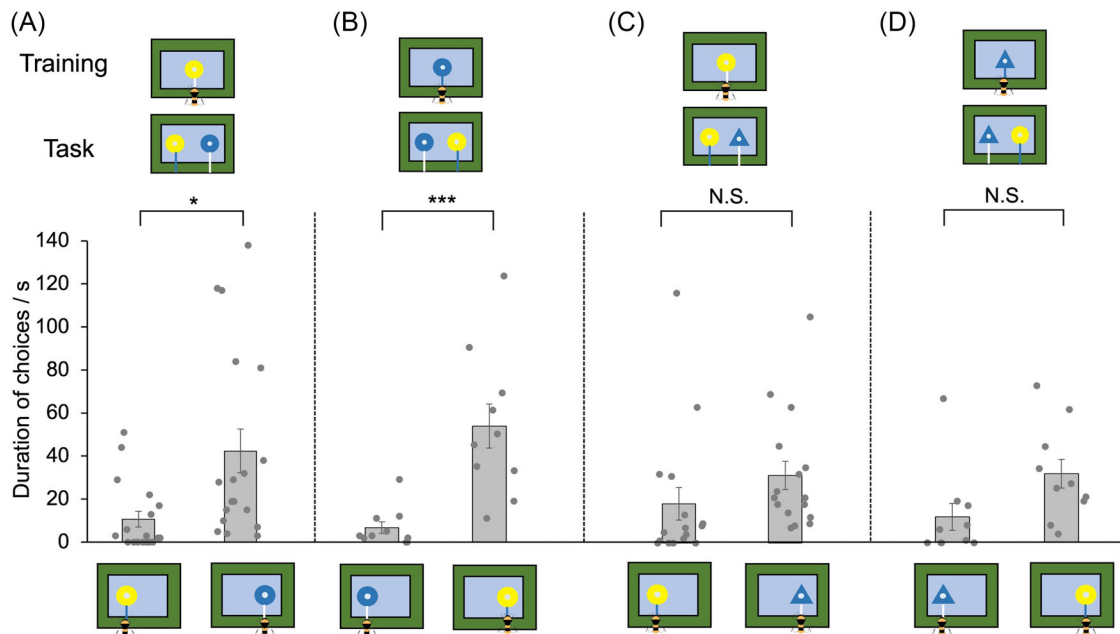 (A) (B) (C) (D)
Training
Task
* *** N.S. N.S.
Duration of choices / s
140
120
100
80
60
40
20
0